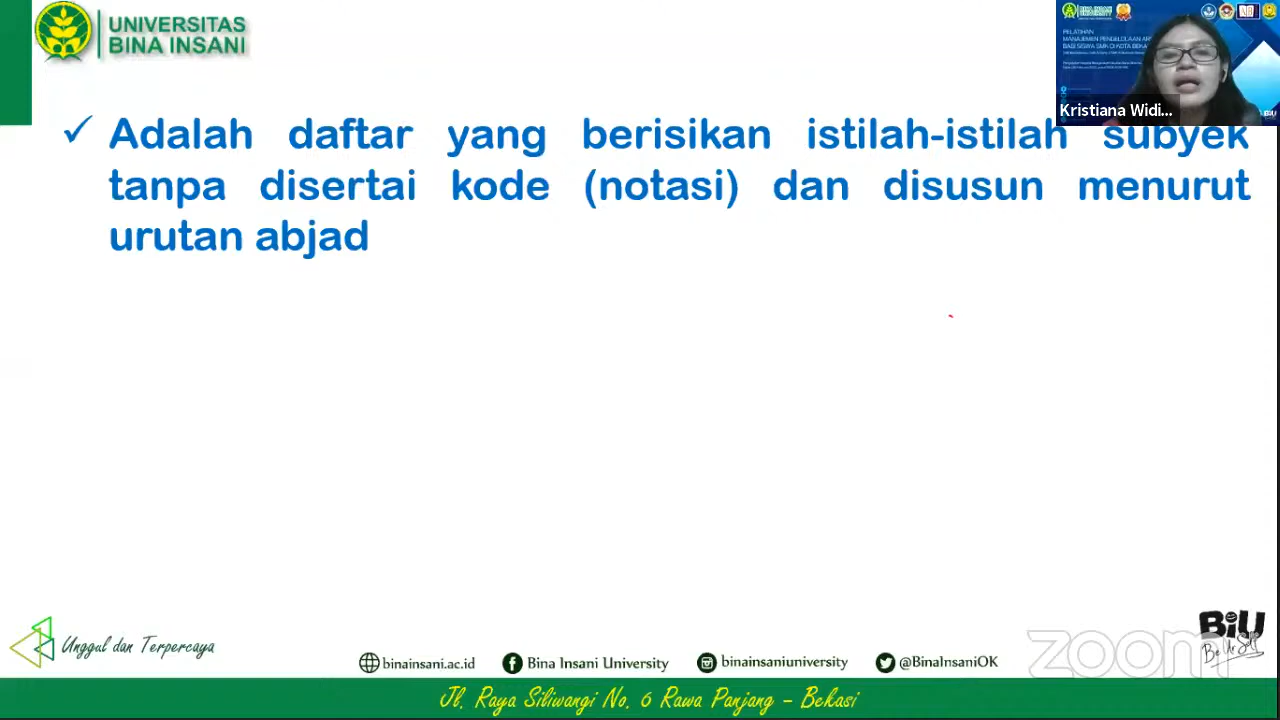 UNIVERSITAS
BINA INSANI
PELATIHAN
Kristiana Widi...
✓ Adalah daftar yang berisikan istilah-istilah subyek
tanpa disertai kode (notasi) dan disusun menurut
urutan abjad
Unggul dan Terpercaya
binainsani.ac.id
Bina Insani University
binainsaniuniversity
@BinaInsaniOK
BiU
zoom
Jl. Raya Siliwangi No. 6 Rawa Panjang – Bekasi